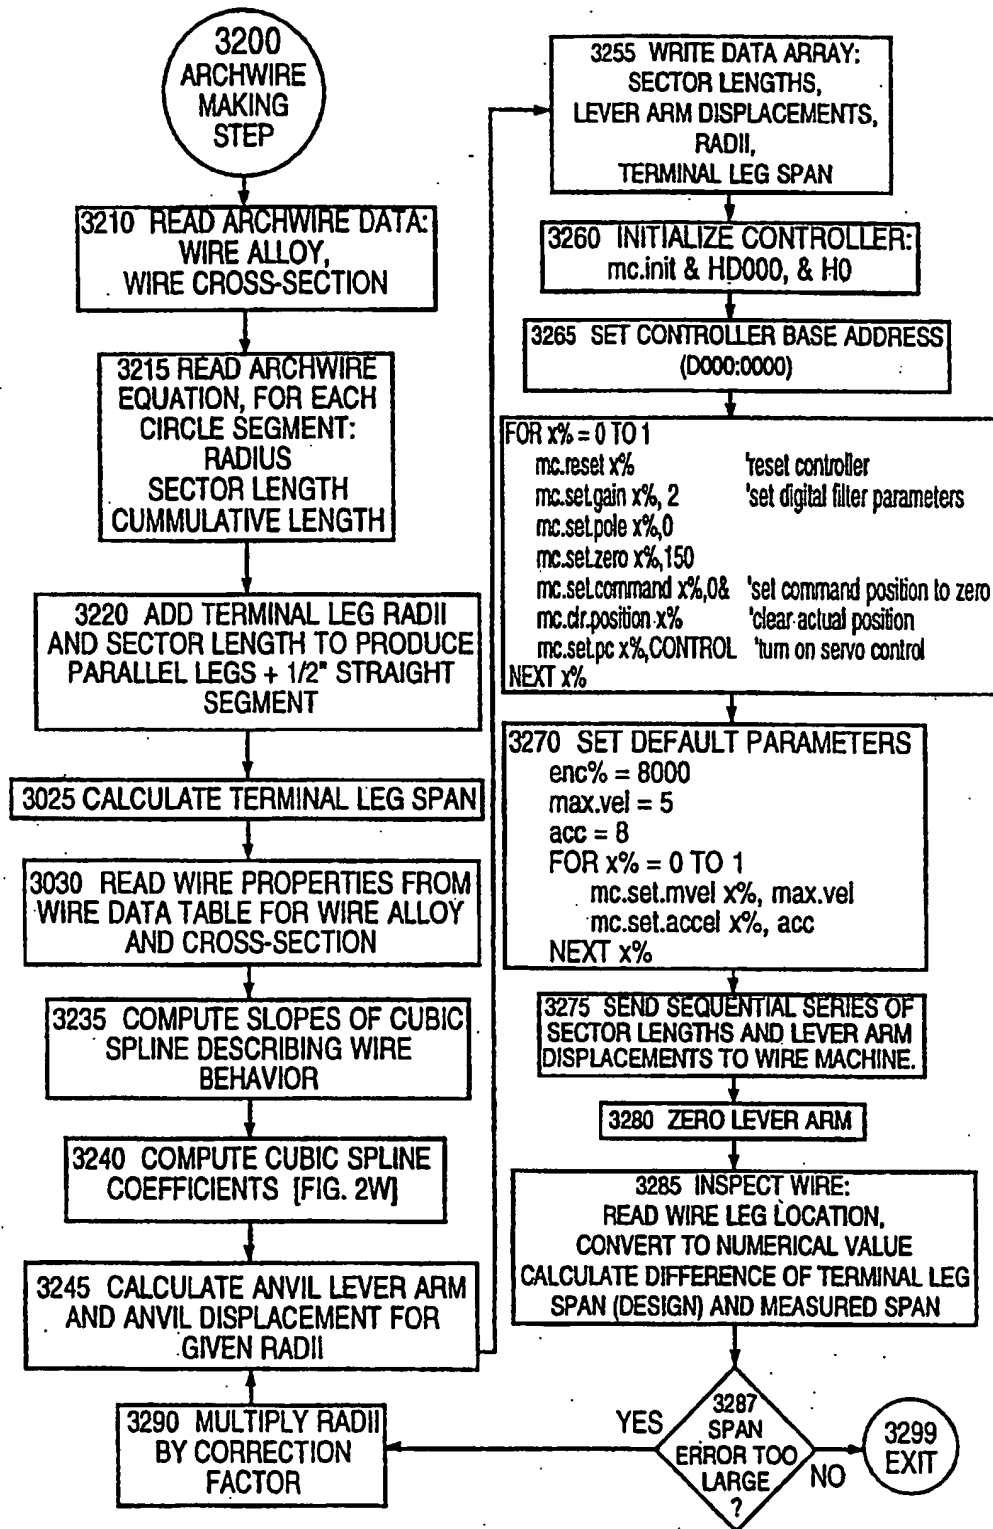 3200
ARCHWIRE
MAKING
STEP
3210 READ ARCHWIRE DATA:
WIRE ALLOY,
WIRE CROSS-SECTION
3215 READ ARCHWIRE
EQUATION, FOR EACH
CIRCLE SEGMENT:
RADIUS
SECTOR LENGTH
CUMMULATIVE LENGTH
3220 ADD TERMINAL LEG RADII
AND SECTOR LENGTH TO PRODUCE
PARALLEL LEGS + 1/2" STRAIGHT
SEGMENT
3025 CALCULATE TERMINAL LEG SPAN
3030 READ WIRE PROPERTIES FROM
WIRE DATA TABLE FOR WIRE ALLOY
AND CROSS-SECTION
3235 COMPUTE SLOPES OF CUBIC
SPLINE DESCRIBING WIRE
BEHAVIOR
3240 COMPUTE CUBIC SPLINE
COEFFICIENTS [FIG. 2W]
3245 CALCULATE ANVIL LEVER ARM
AND ANVIL DISPLACEMENT FOR
GIVEN RADII
3290 MULTIPLY RADII
BY CORRECTION
FACTOR
3255 WRITE DATA ARRAY:
SECTOR LENGTHS,
LEVER ARM DISPLACEMENTS,
RADII,
TERMINAL LEG SPAN
3260 INITIALIZE CONTROLLER:
mc.init & HD000, & H0
3265 SET CONTROLLER BASE ADDRESS
(D000:0000)
FOR x% = 0 TO 1
mc.reset x% 'reset controller
mc.set.gain x%, 2 'set digital filter parameters
mc.set.pole x%,0
mc.set.zero x%,150
mc.set.command x%,0& 'set command position to zero
mc.clr.position x% 'clear actual position
mc.set.pc x%,CONTROL 'turn on servo control
NEXT x%
3270 SET DEFAULT PARAMETERS
enc% = 8000
max.vel = 5
acc = 8
FOR x% = 0 TO 1
mc.set.mvel x%, max.vel
mc.set.accel x%, acc
NEXT x%
3275 SEND SEQUENTIAL SERIES OF
SECTOR LENGTHS AND LEVER ARM
DISPLACEMENTS TO WIRE MACHINE.
3280 ZERO LEVER ARM
3285 INSPECT WIRE:
READ WIRE LEG LOCATION,
CONVERT TO NUMERICAL VALUE
CALCULATE DIFFERENCE OF TERMINAL LEG
SPAN (DESIGN) AND MEASURED SPAN
3287
SPAN
ERROR TOO
LARGE
?
YES
NO
3299
EXIT